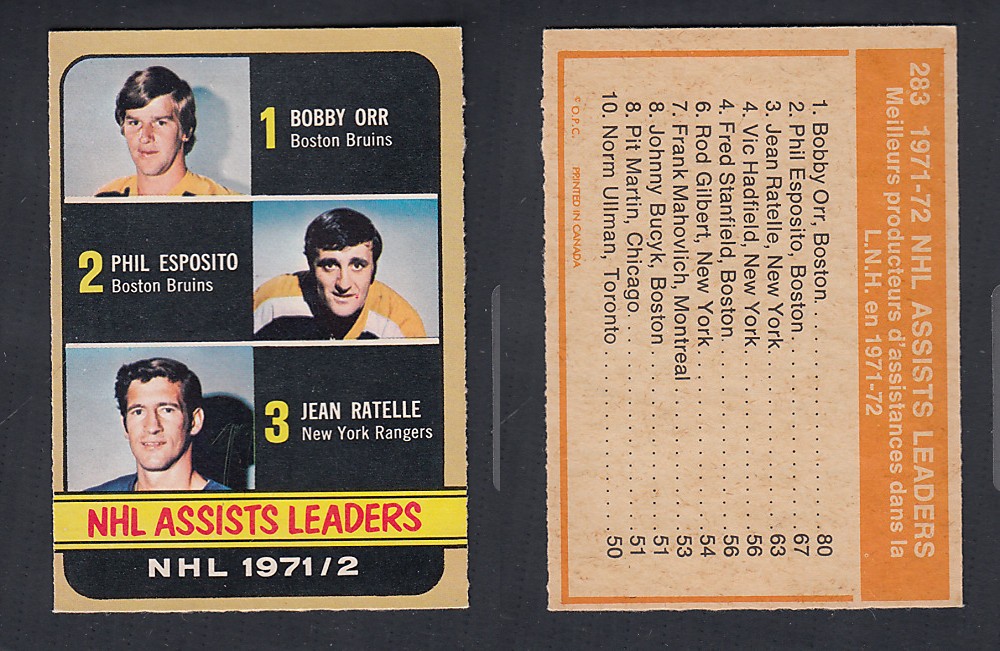 1 BOBBY ORR
Boston Bruins
2 PHIL ESPOSITO
Boston Bruins
3 JEAN RATELLE
New York Rangers
NHL ASSISTS LEADERS
NHL 1971/2
283 1971-72 NHL ASSISTS LEADERS
Meilleurs producteurs d'assistances dans la
L.N.H. en 1971-72
1. Bobby Orr, Boston. . . . . . . . . . . . . 80
2. Phil Esposito, Boston . . . . . . . . . . . 67
3. Jean Ratelle, New York. . . . . . . . . . . 63
4. Vic Hadfield, New York. . . . . . . . . . . 56
4. Fred Stanfield, Boston . . . . . . . . . . . 56
6. Rod Gilbert, New York. . . . . . . . . . . 54
7. Frank Mahovlich, Montreal . . . . . . . . . 53
8. Johnny Bucyk, Boston . . . . . . . . . . . 51
8. Pit Martin, Chicago. . . . . . . . . . . . 51
10. Norm Ullman, Toronto . . . . . . . . . . . 50
© O.P.C. PRINTED IN CANADA